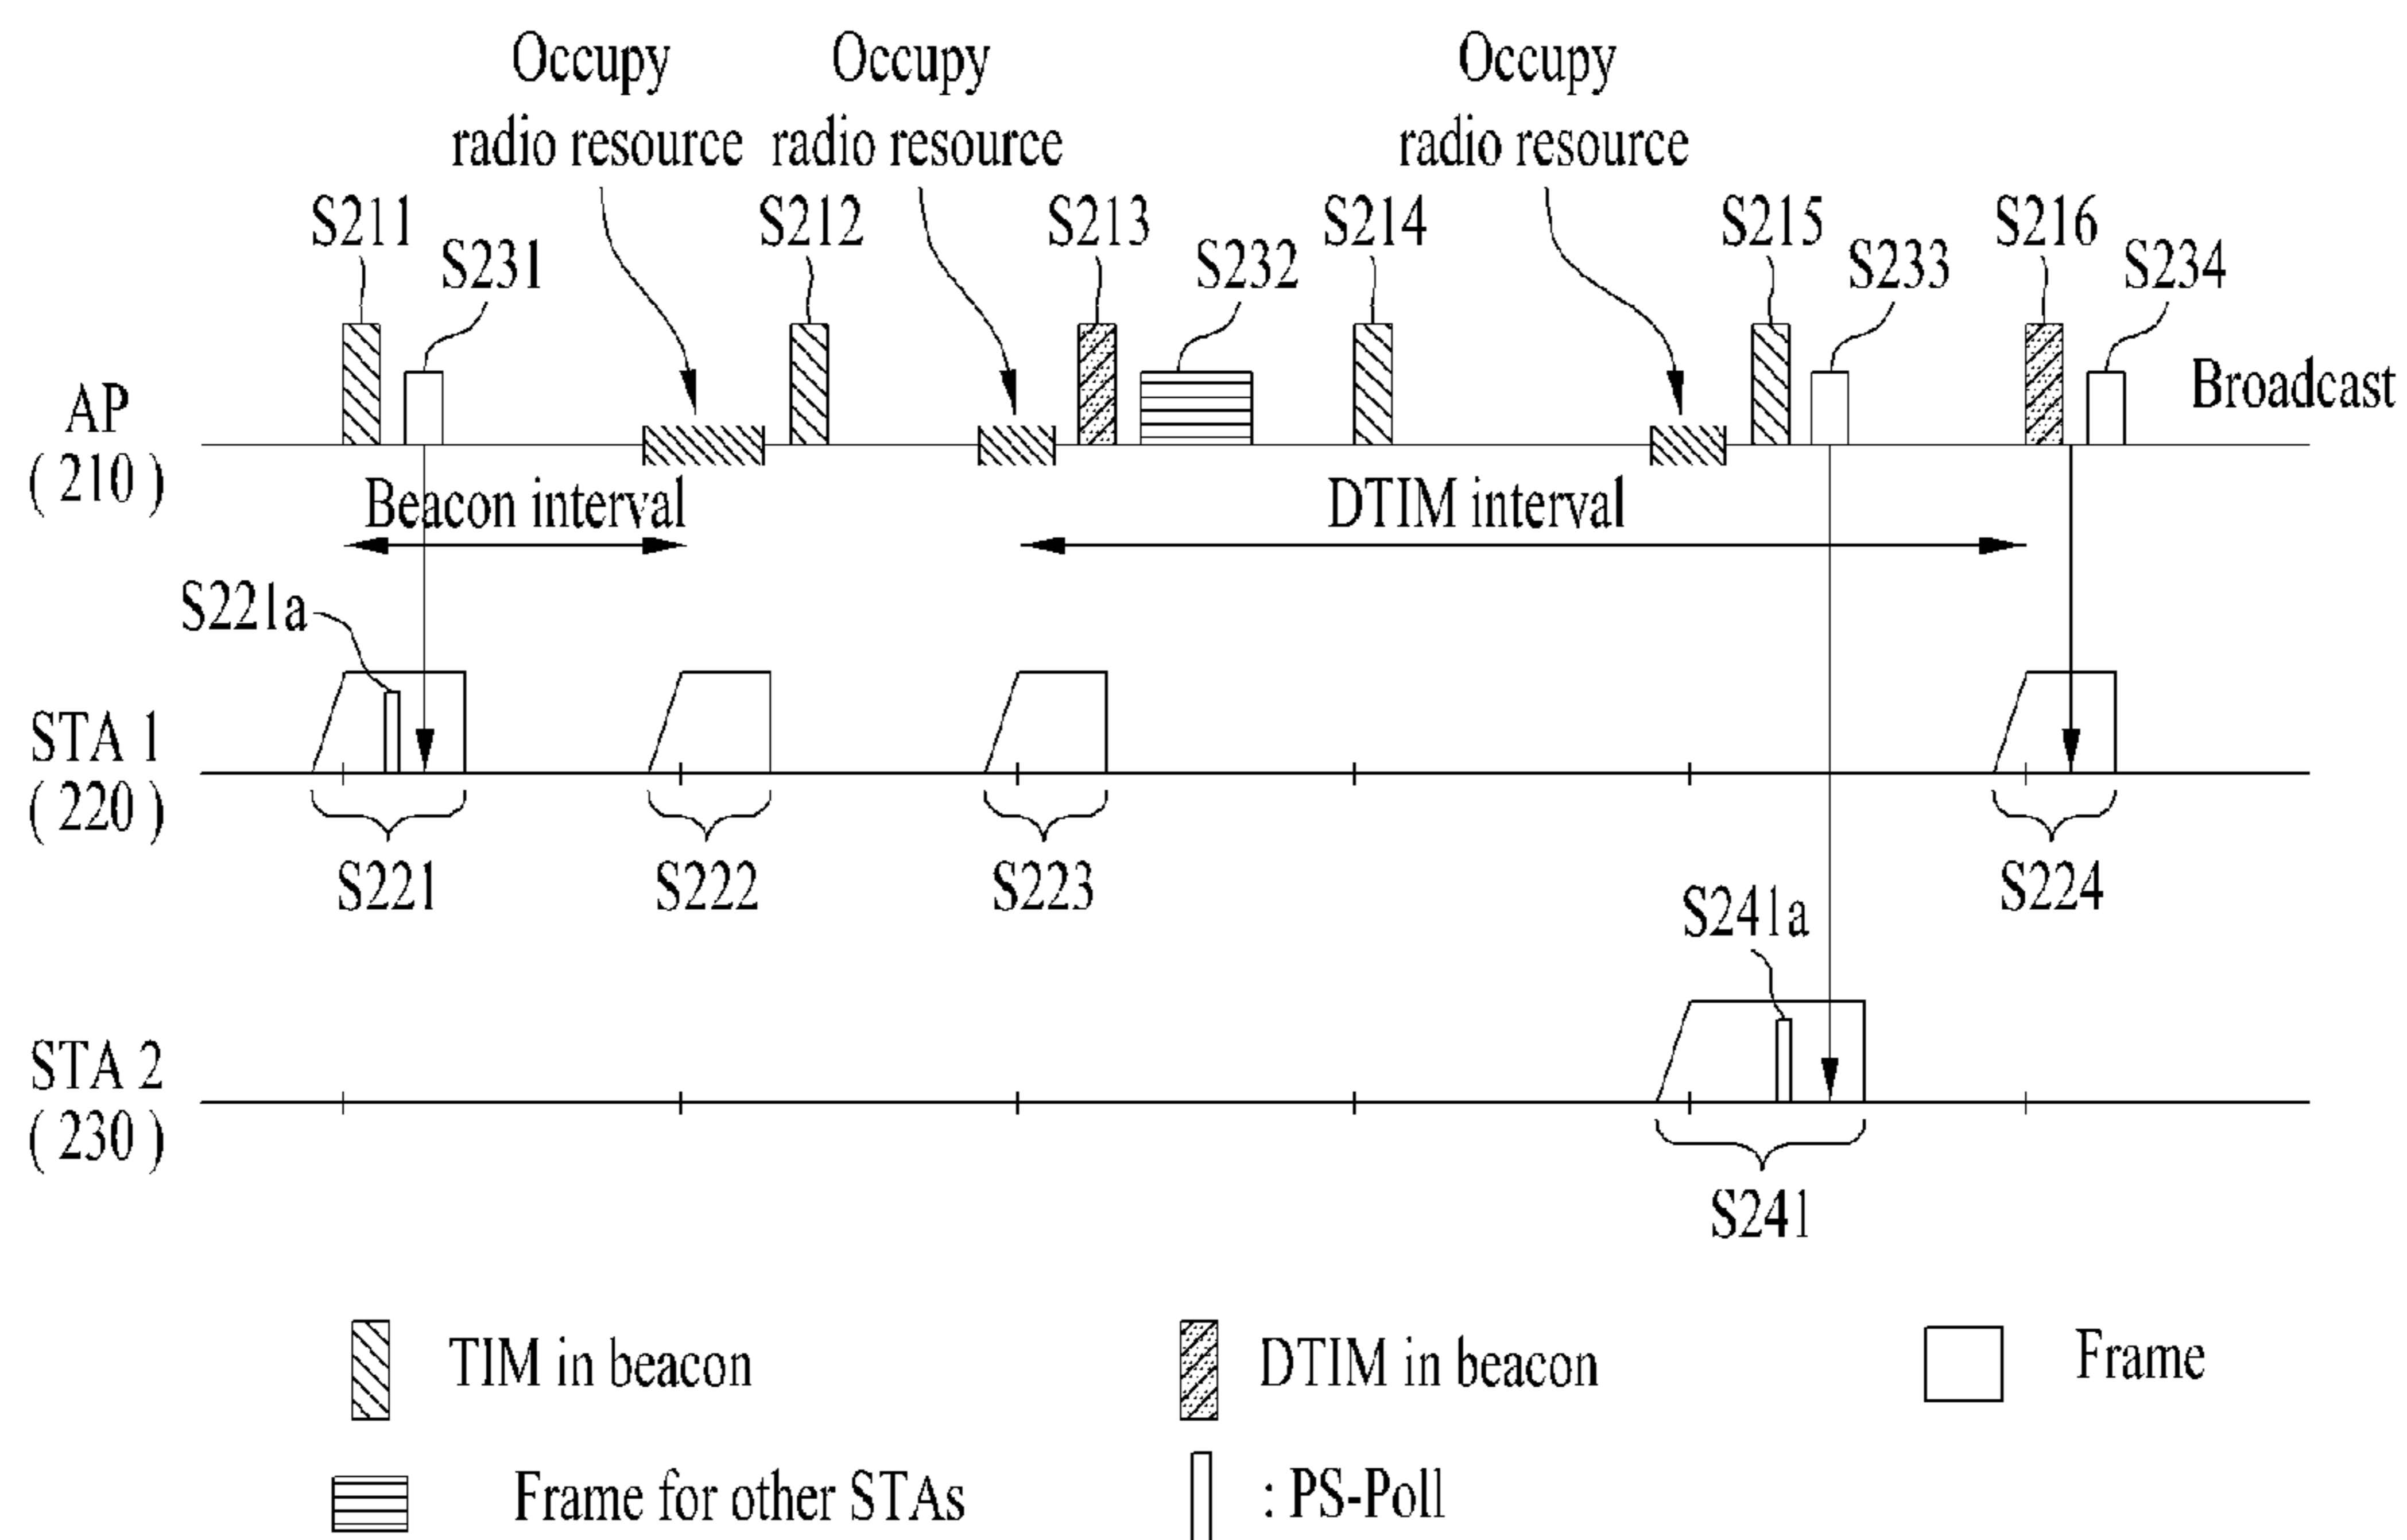 Occupy
radio resource
Occupy
radio resource
Occupy
radio resource
S211
S231
S212
S213
S232
S214
S215
S233
S216
S234
AP
( 210 )
Broadcast
Beacon interval
DTIM interval
S221a
STA 1
( 220 )
S221
S222
S223
S224
S241a
STA 2
( 230 )
S241
TIM in beacon
DTIM in beacon
Frame
Frame for other STAs
: PS-Poll